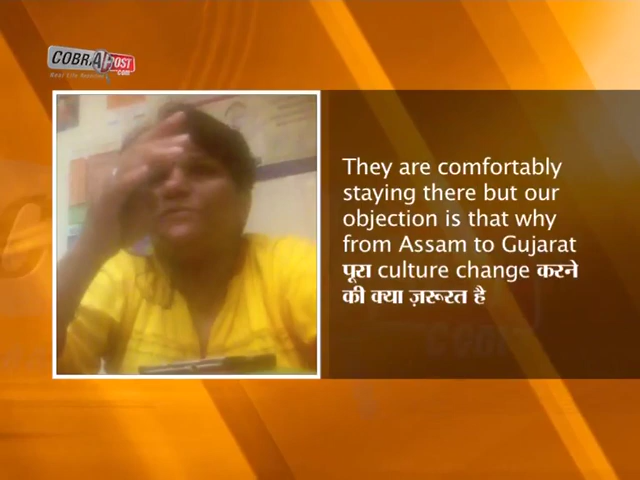 COBRAPOST
.com
They are comfortably
staying there but our
objection is that why
from Assam to Gujarat
पूरा culture change करने
की क्या ज़रूरत है